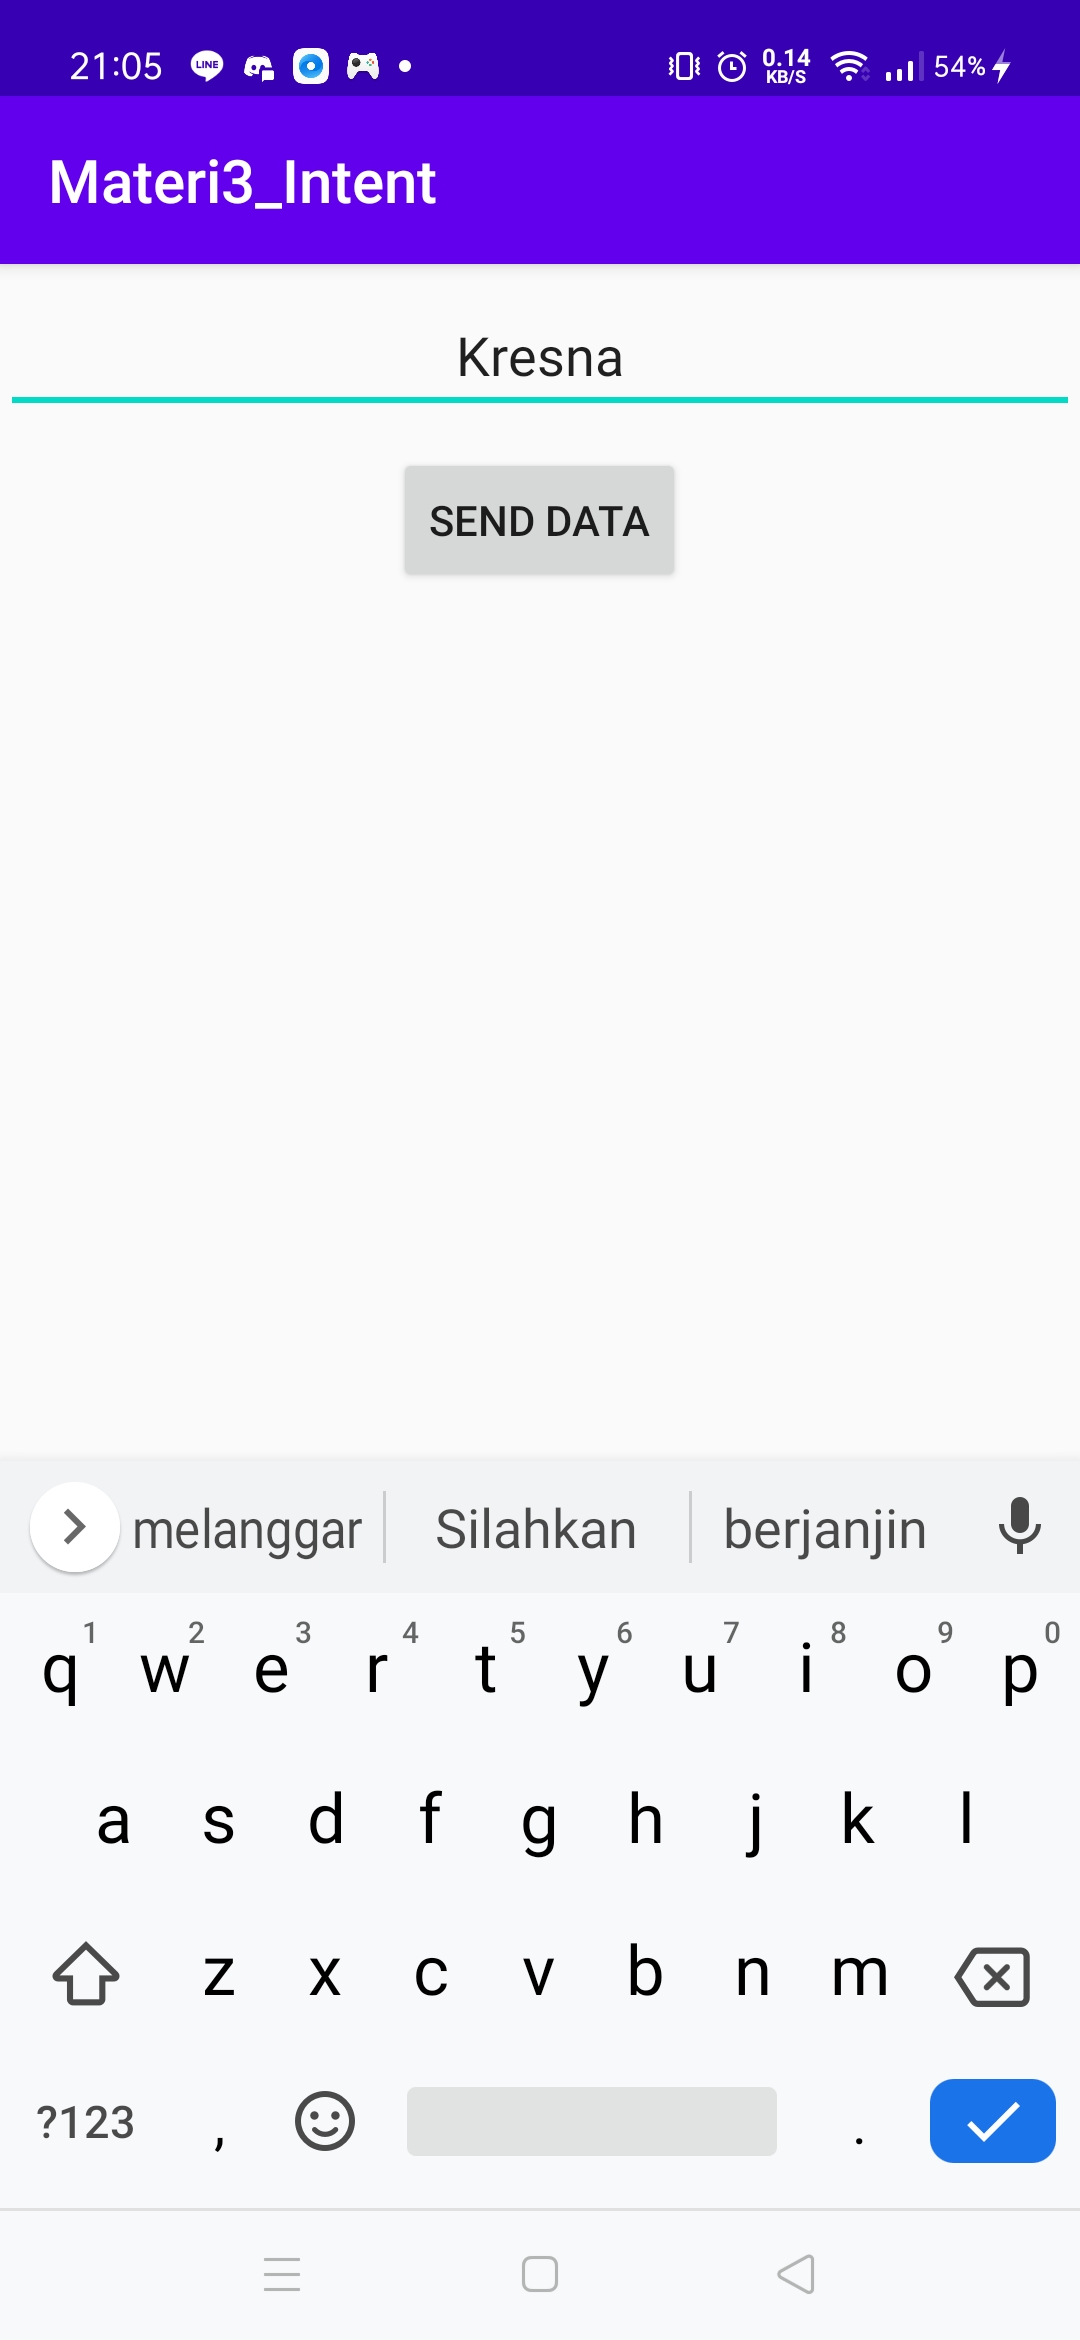 21:05 LINE 0.14 KB/S 54%
Materi3_Intent
Kresna
SEND DATA
melanggar Silahkan berjanjin
1 2 3 4 5 6 7 8 9 0
q w e r t y u i o p
a s d f g h j k l
z x c v b n m
?123 , .